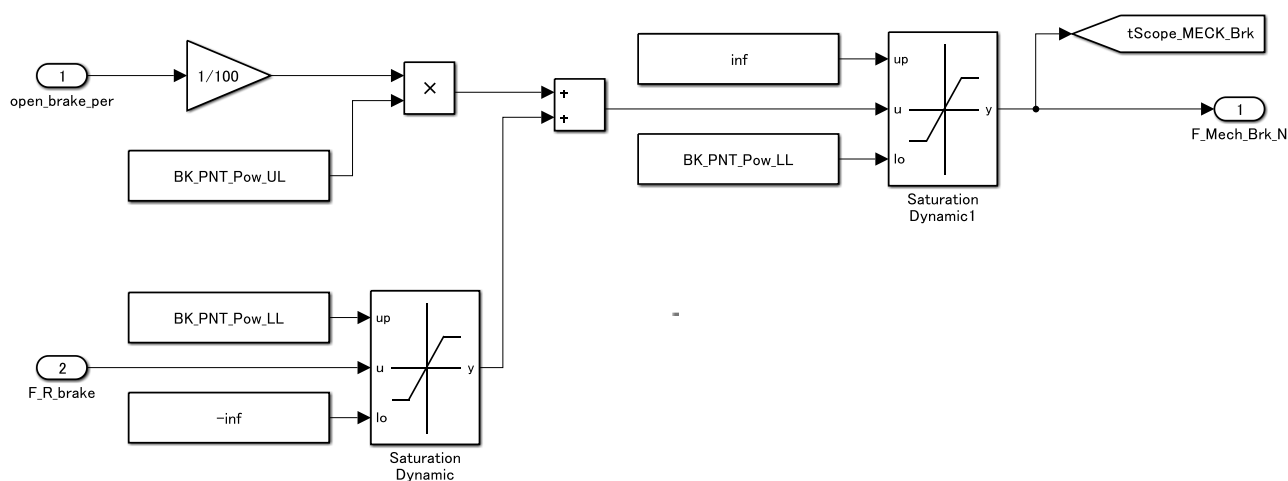 1
open_brake_per
1/100
×
BK_PNT_Pow_UL
+
+
inf
BK_PNT_Pow_LL
up
u
lo
y
Saturation
Dynamic1
tScope_MECK_Brk
1
F_Mech_Brk_N
BK_PNT_Pow_LL
2
F_R_brake
-inf
up
u
lo
y
Saturation
Dynamic